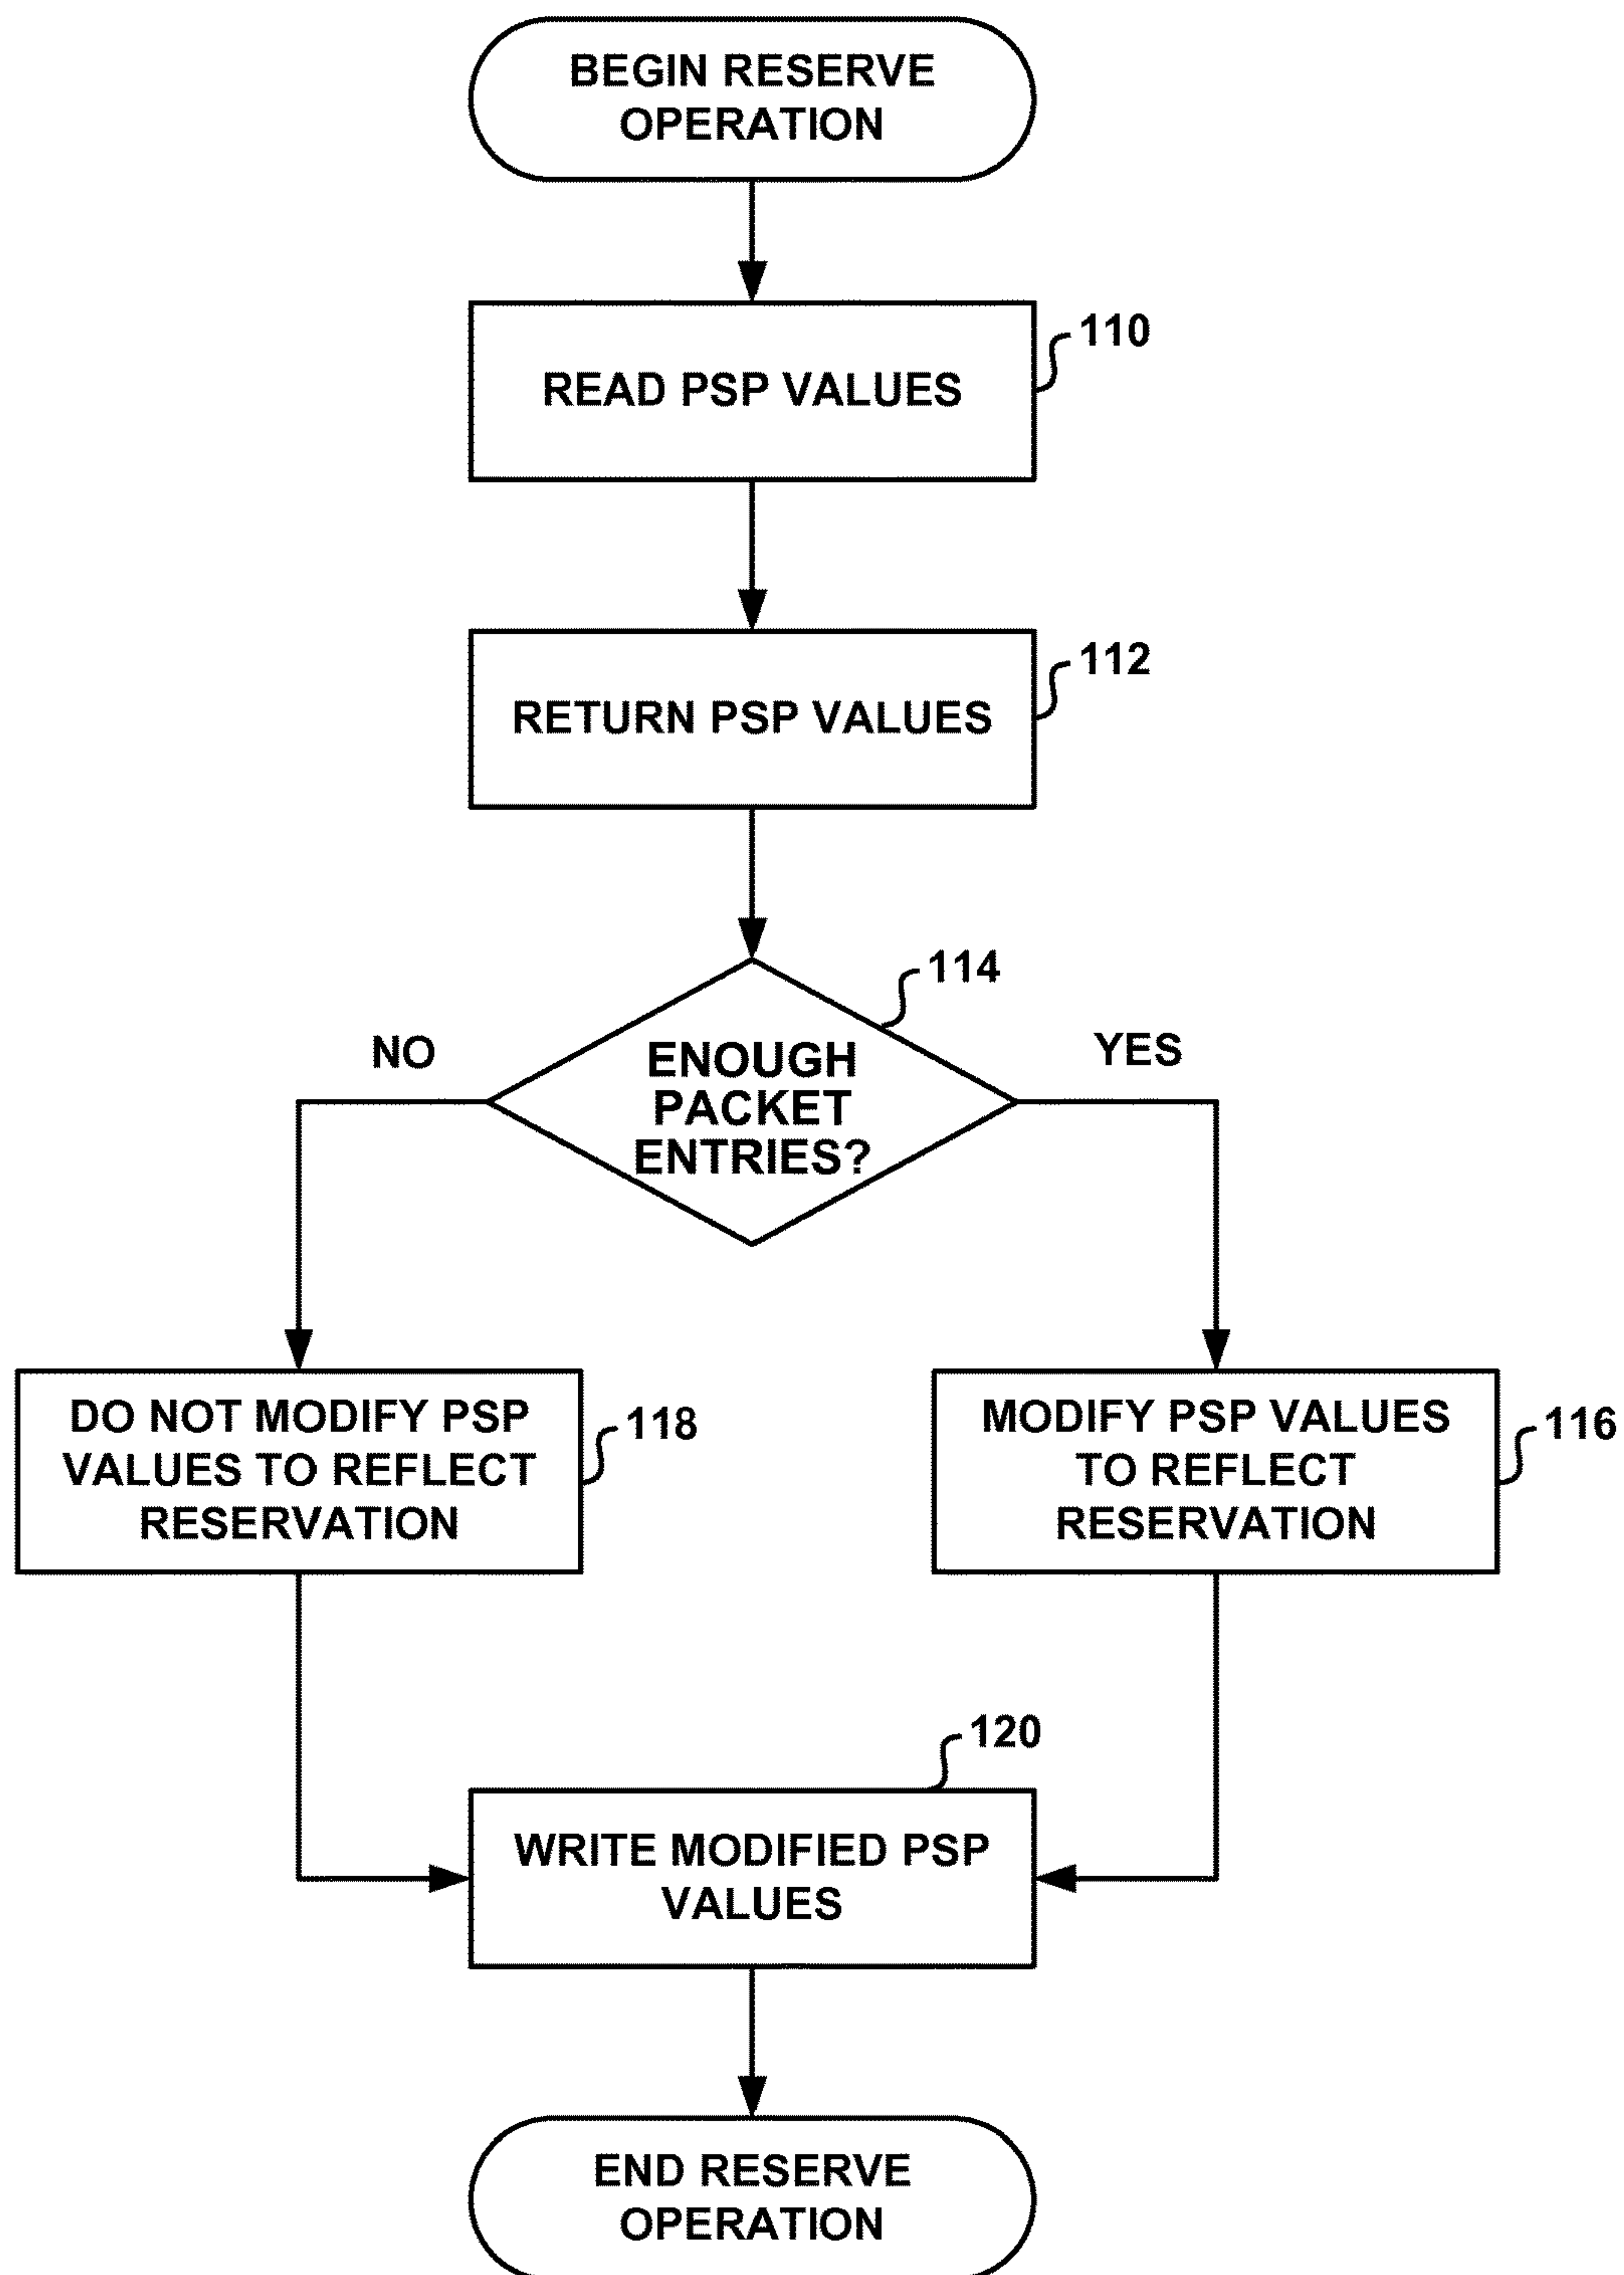 BEGIN RESERVE
OPERATION
110
READ PSP VALUES
112
RETURN PSP VALUES
114
NO
YES
ENOUGH
PACKET
ENTRIES?
DO NOT MODIFY PSP
VALUES TO REFLECT
RESERVATION
118
MODIFY PSP VALUES
TO REFLECT
RESERVATION
116
120
WRITE MODIFIED PSP
VALUES
END RESERVE
OPERATION